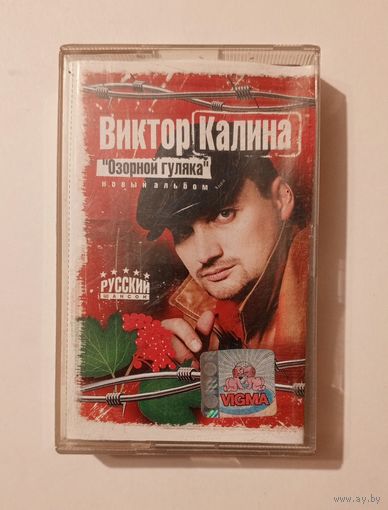 Виктор Калина
"Озорной гуляка"
новый альбом
РУССКИЙ
ШАНСОН
VIGMA
www.ay.by